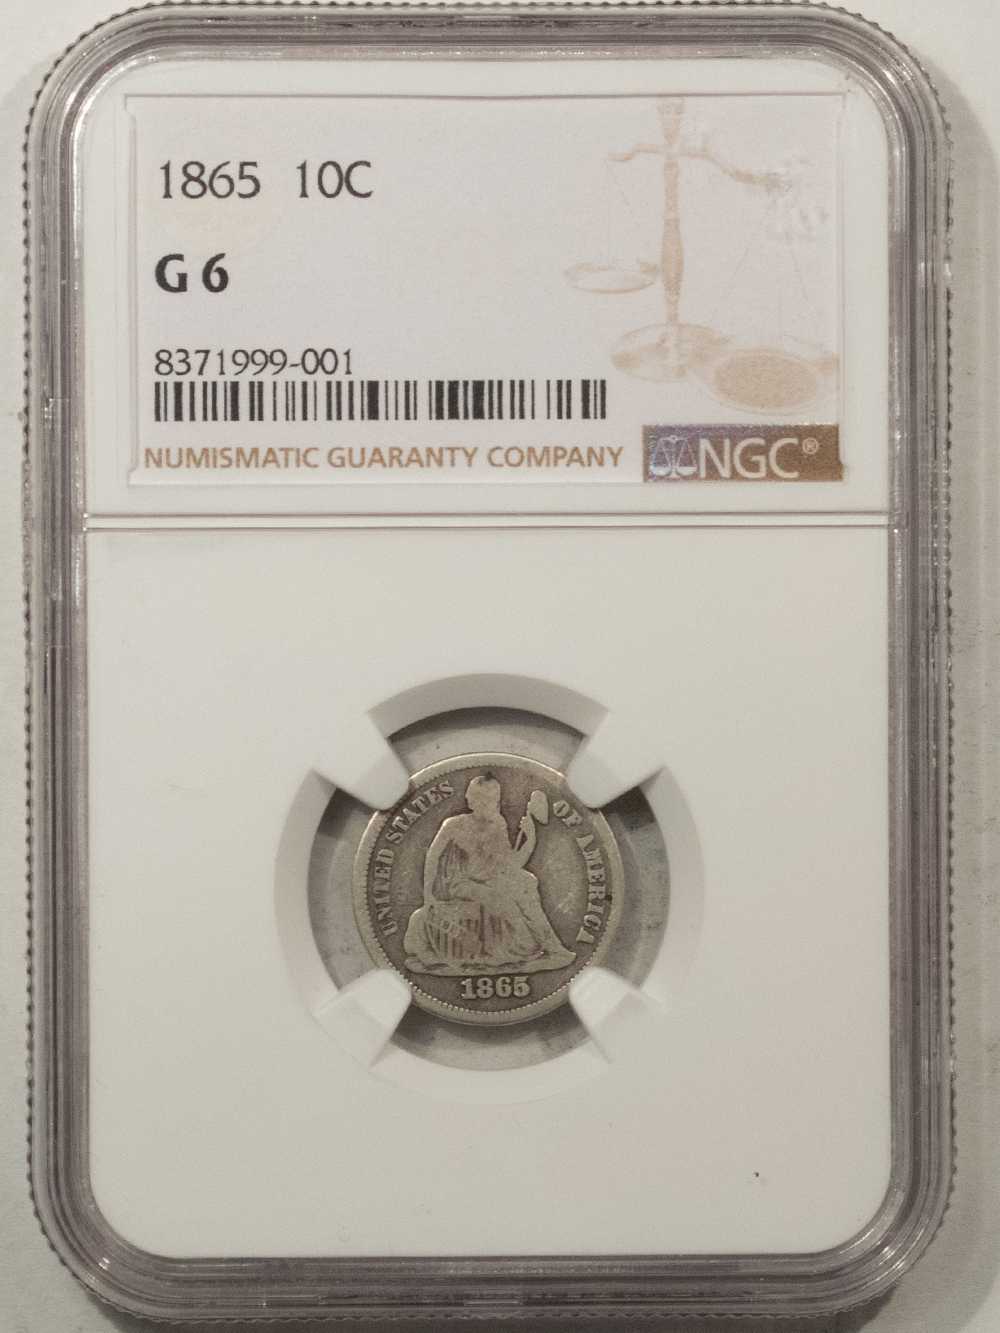 1865 10C
G 6
8371999-001
NUMISMATIC GUARANTY COMPANY
NGC®
UNITED STATES OF AMERICA
1865